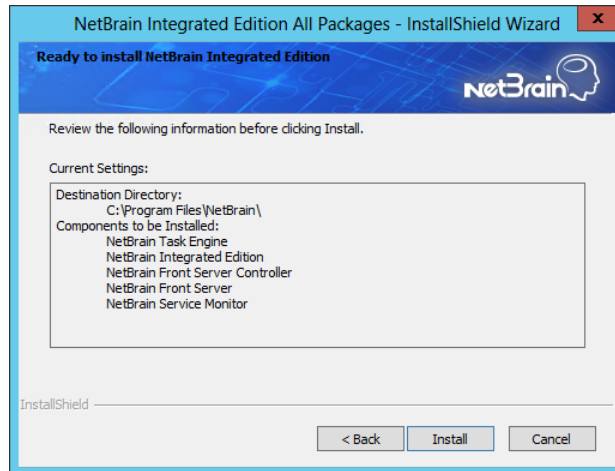 NetBrain Integrated Edition All Packages - InstallShield Wizard
x
Ready to install NetBrain Integrated Edition
NetBrain
Review the following information before clicking Install.
Current Settings:
Destination Directory:
C:\Program Files\NetBrain\
Components to be Installed:
NetBrain Task Engine
NetBrain Integrated Edition
NetBrain Front Server Controller
NetBrain Front Server
NetBrain Service Monitor
InstallShield
< Back Install Cancel